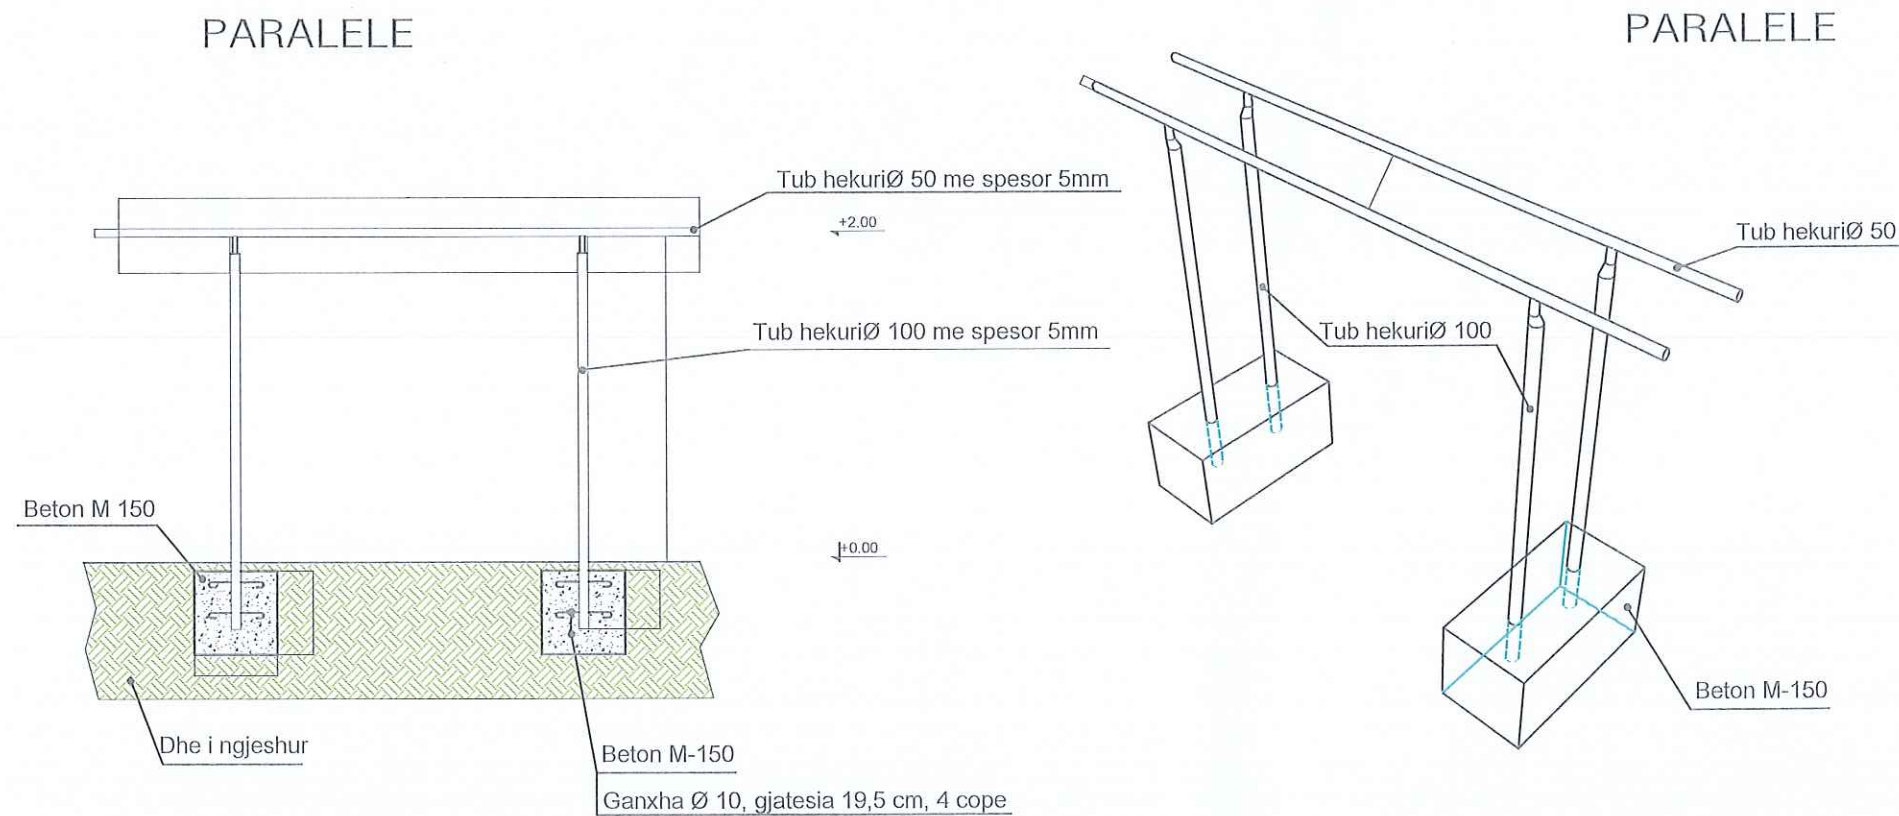 PARALELE
PARALELE
Tub hekuriØ 50 me spesor 5mm
+2.00
Tub hekuriØ 50
Tub hekuriØ 100 me spesor 5mm
Tub hekuriØ 100
Beton M 150
+0.00
Beton M-150
Dhe i ngjeshur
Beton M-150
Ganxha Ø 10, gjatesia 19,5 cm, 4 cope